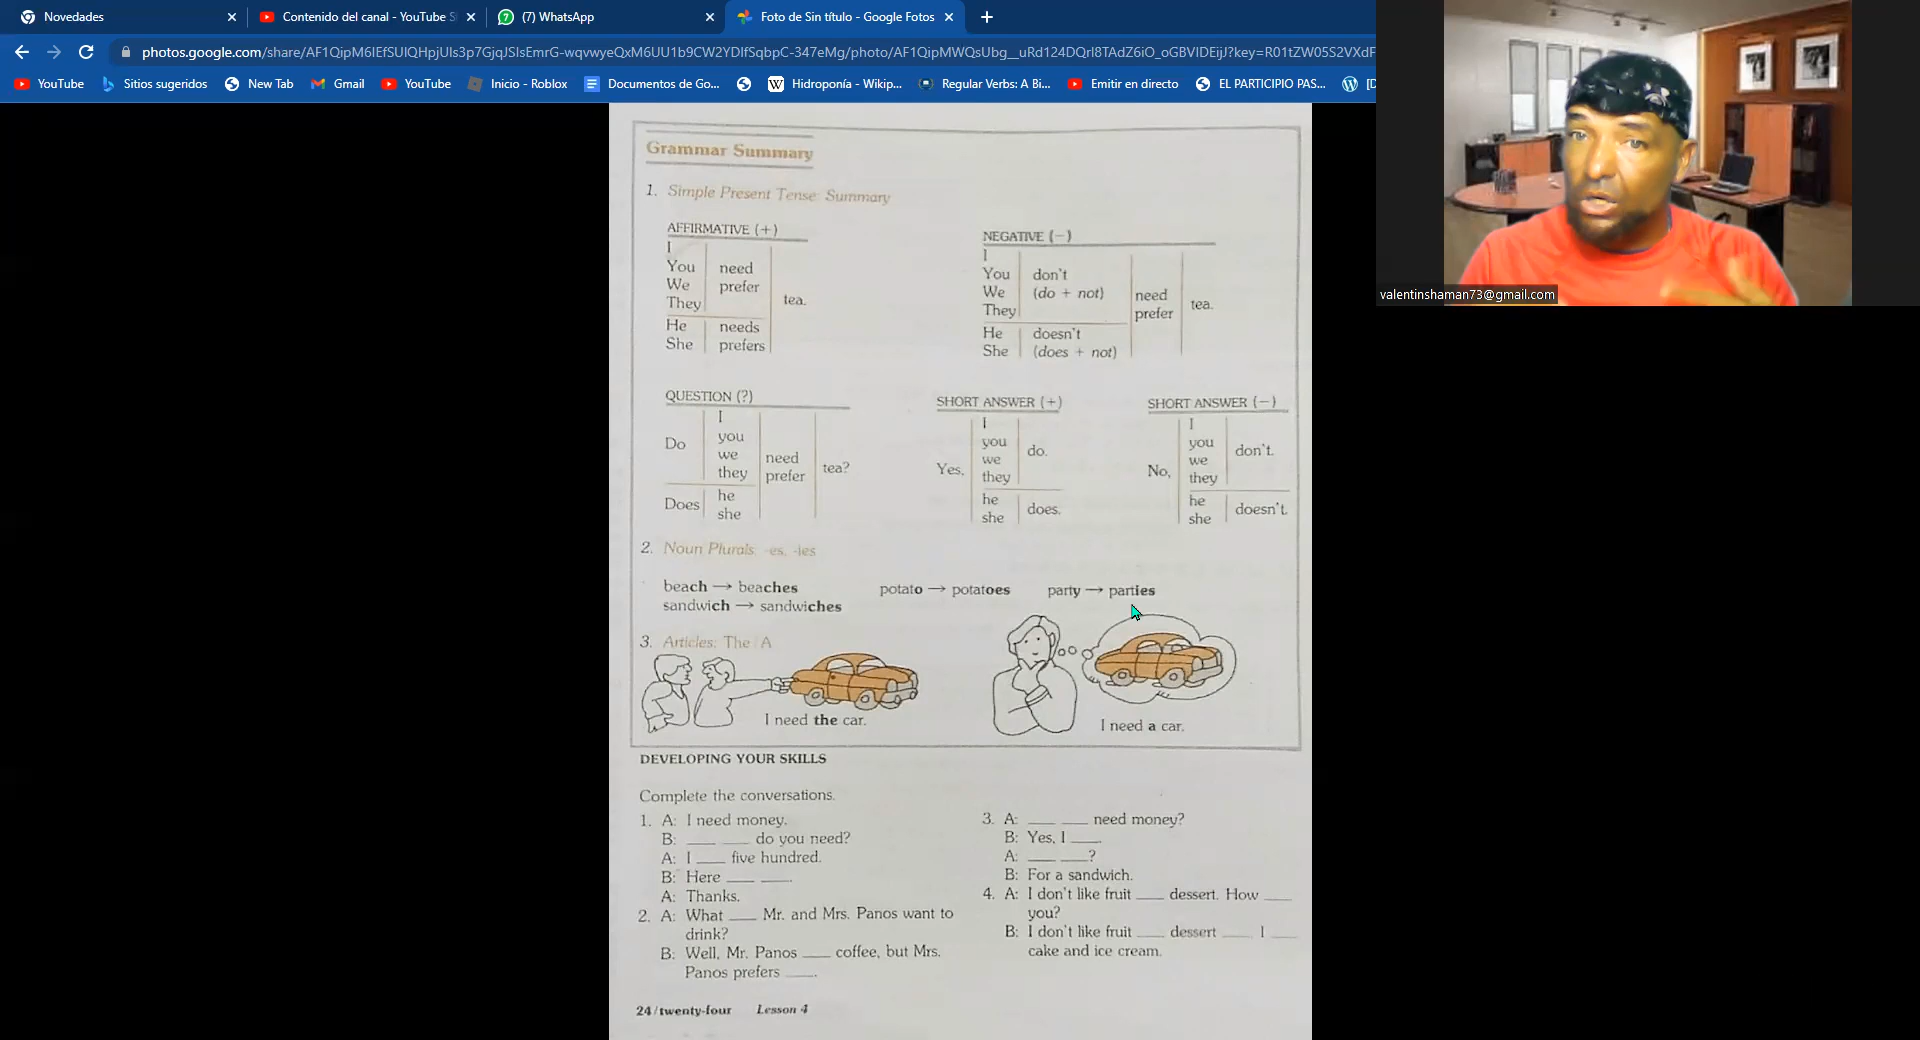 Novedades
Contenido del canal - YouTube S
(7) WhatsApp
Foto de Sin título - Google Fotos
photos.google.com/share/AF1QipM6lEfSUlQHpjUls3p7GjqJSlsEmrG-wqvwyeQxM6UU1b9CW2YDlfSqbpC-347eMg/photo/AF1QipMWQsUbg__uRd124DQrl8TAdZ6iO_oGBVIDEijJ?key=R01tZW05S2VXdF
YouTube
Sitios sugeridos
New Tab
Gmail
YouTube
Inicio - Roblox
Documentos de Go...
Hidroponía - Wikip...
Regular Verbs: A Bi...
Emitir en directo
EL PARTICIPIO PAS...
valentinshaman73@gmail.com
Grammar Summary
1. Simple Present Tense: Summary
AFFIRMATIVE (+)
I
You need
We prefer
They
tea.
He needs
She prefers
NEGATIVE (−)
I
You don't
We (do + not) need
They prefer tea.
He doesn't
She (does + not)
QUESTION (?)
I
Do you
we need
they prefer tea?
Does he
she
SHORT ANSWER (+)
I
you do.
we
Yes, they
he does.
she
SHORT ANSWER (−)
I
you don't.
we
No, they
he doesn't.
she
2. Noun Plurals: -es, -ies
beach → beaches potato → potatoes party → parties
sandwich → sandwiches
3. Articles: The / A
I need the car.
I need a car.
DEVELOPING YOUR SKILLS
Complete the conversations.
1. A: I need money.
B: ___ ___ do you need?
A: I ___ five hundred.
B: Here ___ ___.
A: Thanks.
2. A: What ___ Mr. and Mrs. Panos want to
drink?
B: Well, Mr. Panos ___ coffee, but Mrs.
Panos prefers ___.
3. A: ___ ___ need money?
B: Yes, I ___.
A: ___ ___?
B: For a sandwich.
4. A: I don't like fruit ___ dessert. How ___
you?
B: I don't like fruit ___ dessert ___. I ___
cake and ice cream.
24/twenty-four Lesson 4